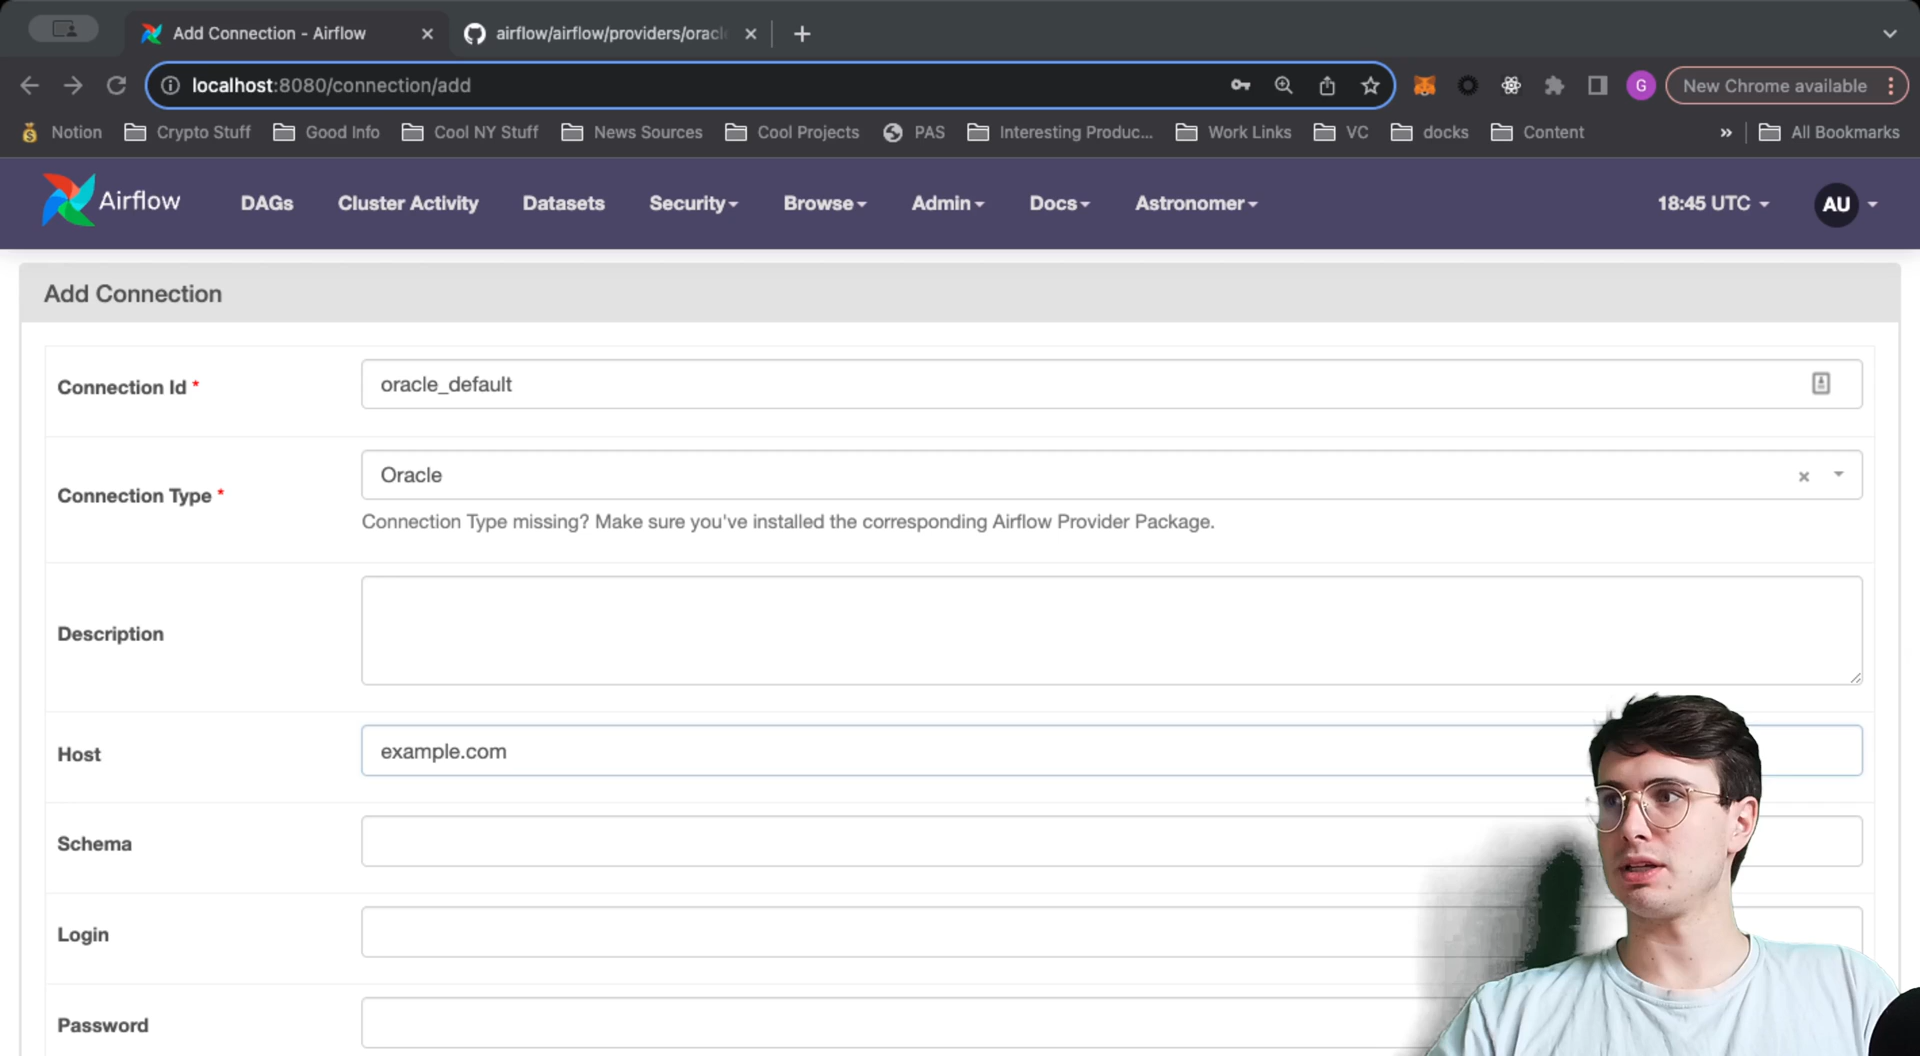 Add Connection - Airflow
airflow/airflow/providers/oracl
localhost:8080/connection/add
G
New Chrome available
Notion
Crypto Stuff
Good Info
Cool NY Stuff
News Sources
Cool Projects
PAS
Interesting Produc...
Work Links
VC
docks
Content
»
All Bookmarks
Airflow
DAGs
Cluster Activity
Datasets
Security
Browse
Admin
Docs
Astronomer
18:45 UTC
AU
Add Connection
Connection Id *
oracle_default
Connection Type *
Oracle
Connection Type missing? Make sure you've installed the corresponding Airflow Provider Package.
Description
Host
example.com
Schema
Login
Password